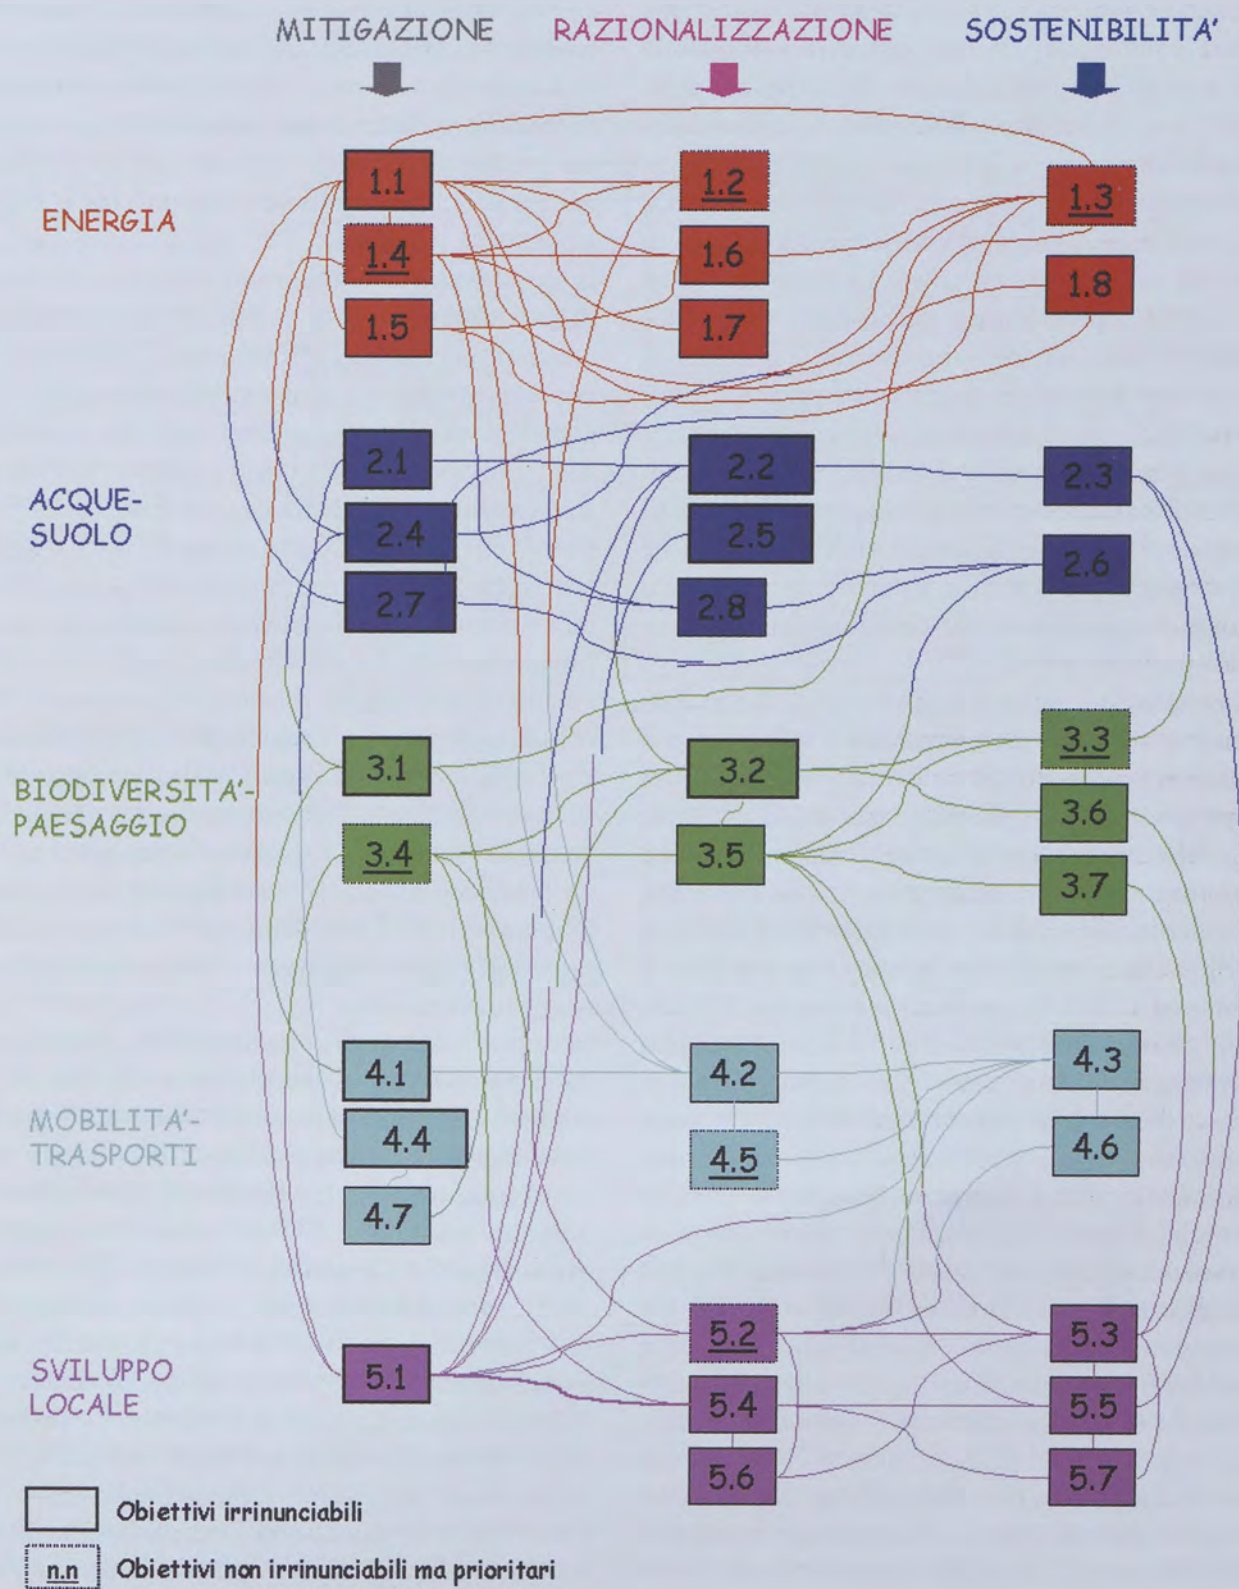 MITIGAZIONE RAZIONALIZZAZIONE SOSTENIBILITA'
ENERGIA
1.1 1.2 1.3
1.4 1.6 1.8
1.5 1.7
ACQUE-
SUOLO
2.1 2.2 2.3
2.4 2.5 2.6
2.7 2.8
BIODIVERSITA'-
PAESAGGIO
3.1 3.2 3.3
3.4 3.5 3.6
3.7
MOBILITA'-
TRASPORTI
4.1 4.2 4.3
4.4 4.5 4.6
4.7
SVILUPPO
LOCALE
5.1 5.2 5.3
5.4 5.5
5.6 5.7
Obiettivi irrinunciabili
n.n Obiettivi non irrinunciabili ma prioritari